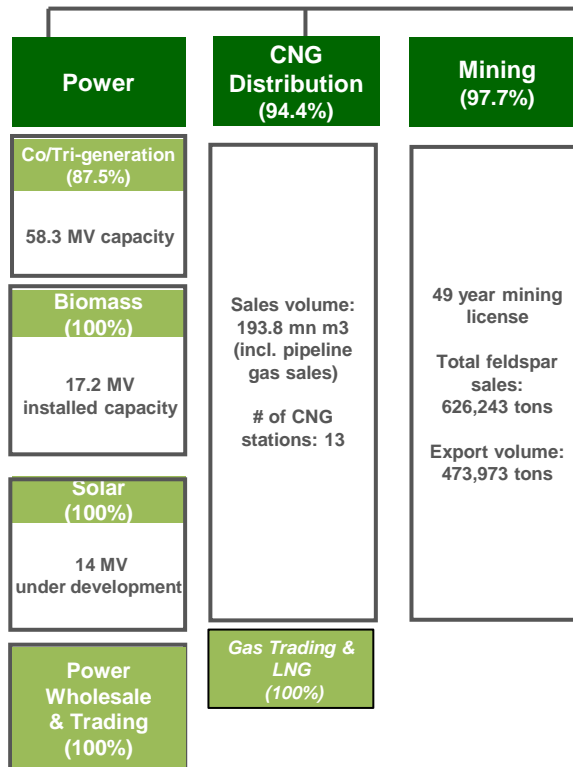 Power
Co/Tri-generation
(87.5%)
58.3 MV capacity
Biomass
(100%)
17.2 MV
installed capacity
Solar
(100%)
14 MV
under development
Power
Wholesale
& Trading
(100%)
CNG
Distribution
(94.4%)
Sales volume:
193.8 mn m3
(incl. pipeline
gas sales)
# of CNG
stations: 13
Gas Trading &
LNG
(100%)
Mining
(97.7%)
49 year mining
license
Total feldspar
sales:
626,243 tons
Export volume:
473,973 tons